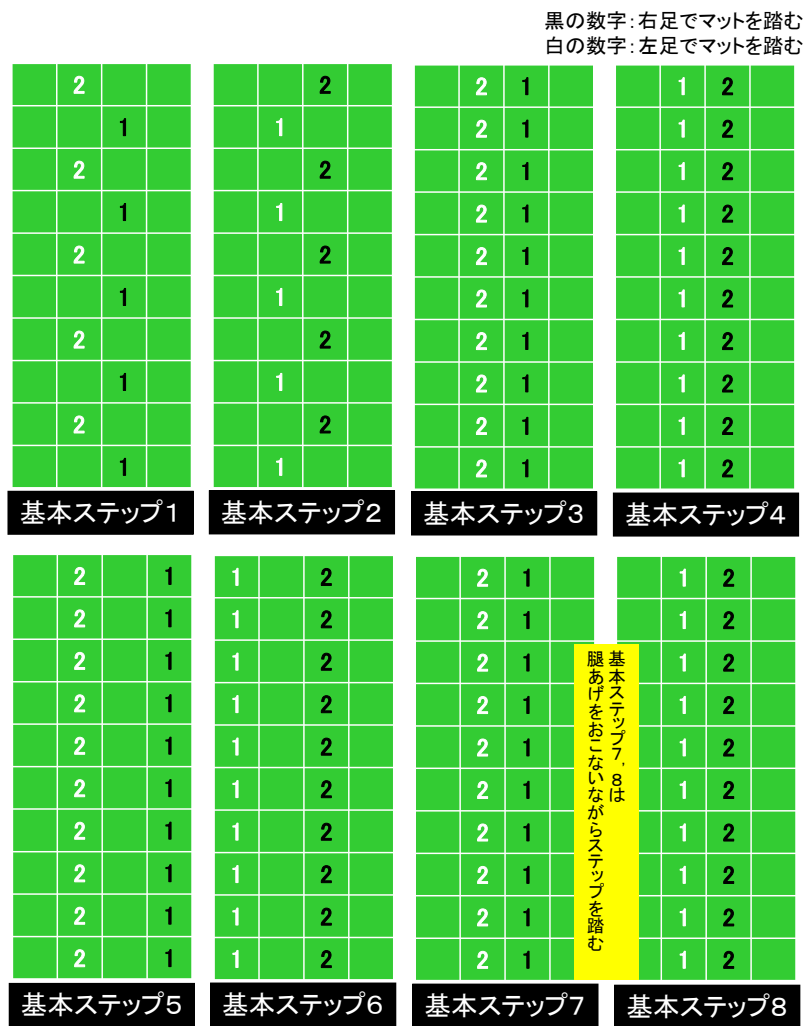 黒の数字：右足でマットを踏む
白の数字：左足でマットを踏む
2 2 2 1 1 2
1 1 2 1 1 2
2 2 2 1 1 2
1 1 2 1 1 2
2 2 2 1 1 2
1 1 2 1 1 2
2 2 2 1 1 2
1 1 2 1 1 2
2 2 2 1 1 2
1 1 2 1 1 2
基本ステップ1 基本ステップ2 基本ステップ3 基本ステップ4
2 1 1 2 2 1 1 2
2 1 1 2 2 1 1 2
2 1 1 2 2 1 1 2
2 1 1 2 2 1 1 2
2 1 1 2 2 1 1 2
2 1 1 2 2 1 1 2
2 1 1 2 2 1 1 2
2 1 1 2 2 1 1 2
2 1 1 2 2 1 1 2
2 1 1 2 2 1 1 2
基本ステップ7，8は
腿あげをおこないながらステップを踏む
基本ステップ5 基本ステップ6 基本ステップ7 基本ステップ8